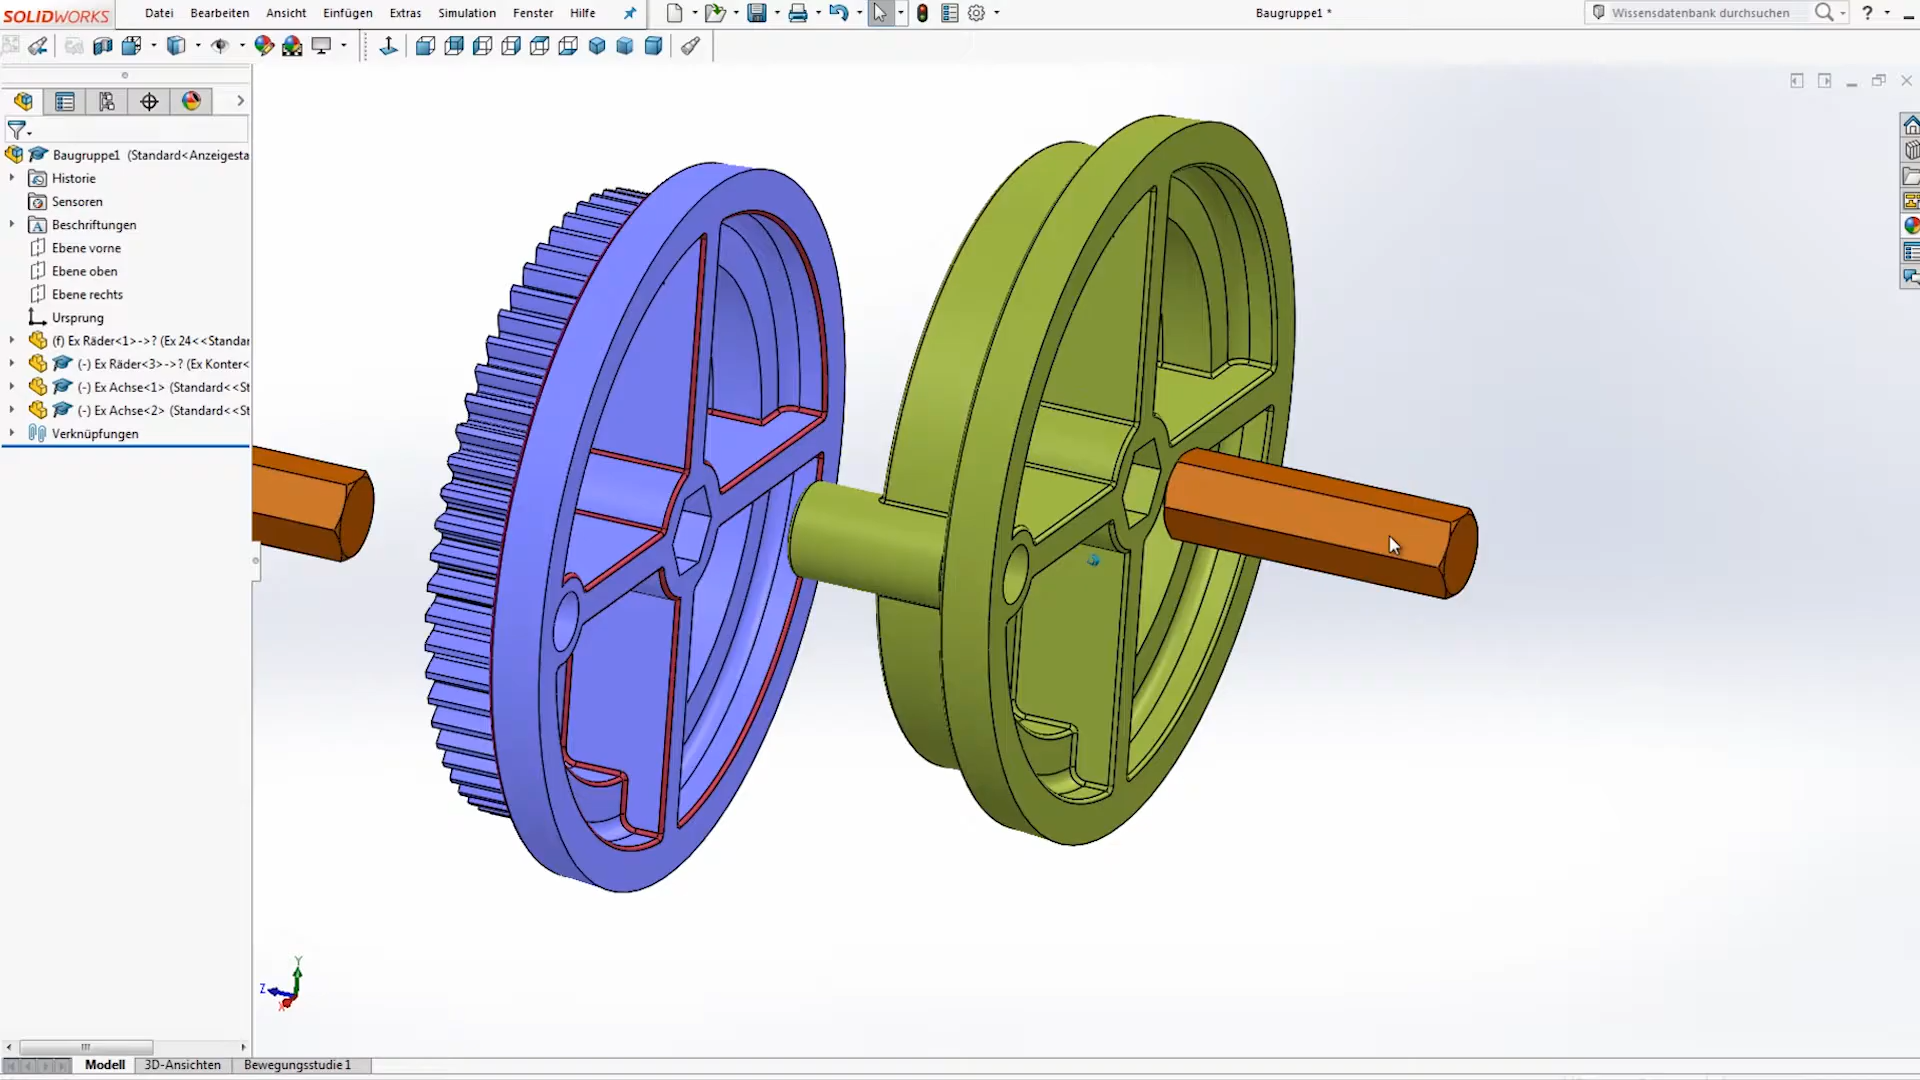 SOLIDWORKS Datei Bearbeiten Ansicht Einfügen Extras Simulation Fenster Hilfe Baugruppe1 * Wissensdatenbank durchsuchen ?
Baugruppe1 (Standard<Anzeigesta
Historie
Sensoren
A Beschriftungen
Ebene vorne
Ebene oben
Ebene rechts
Ursprung
(f) Ex Räder<1>->? (Ex 24<<Standar
(-) Ex Räder<3>->? (Ex Konter<
(-) Ex Achse<1> (Standard<<St
(-) Ex Achse<2> (Standard<<St
Verknüpfungen
Y
Z
X
Modell 3D-Ansichten Bewegungsstudie 1